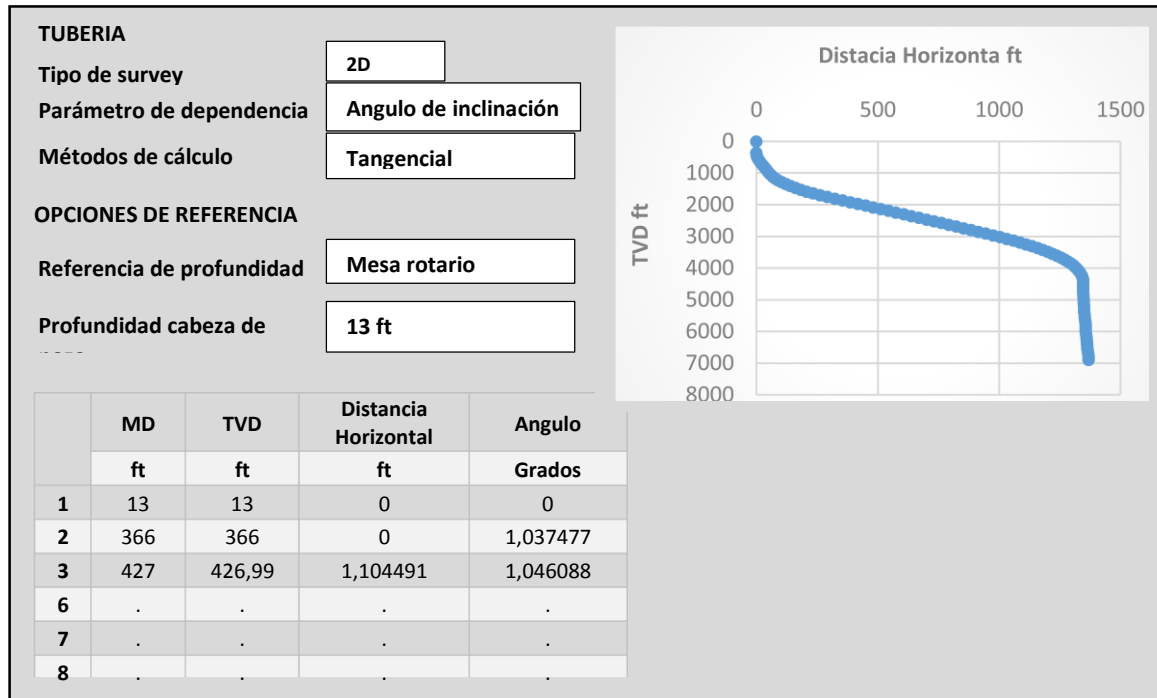 TUBERIA
Tipo de survey
2D
Parámetro de dependencia
Angulo de inclinación
Métodos de cálculo
Tangencial
OPCIONES DE REFERENCIA
Referencia de profundidad
Mesa rotario
Profundidad cabeza de
13 ft
Distacia Horizonta ft
0 500 1000 1500
0
1000
2000
3000
4000
5000
6000
7000
8000
TVD ft
MD TVD Distancia Horizontal Angulo
ft ft ft Grados
1 13 13 0 0
2 366 366 0 1,037477
3 427 426,99 1,104491 1,046088
6 . . . .
7 . . . .
8 . . . .